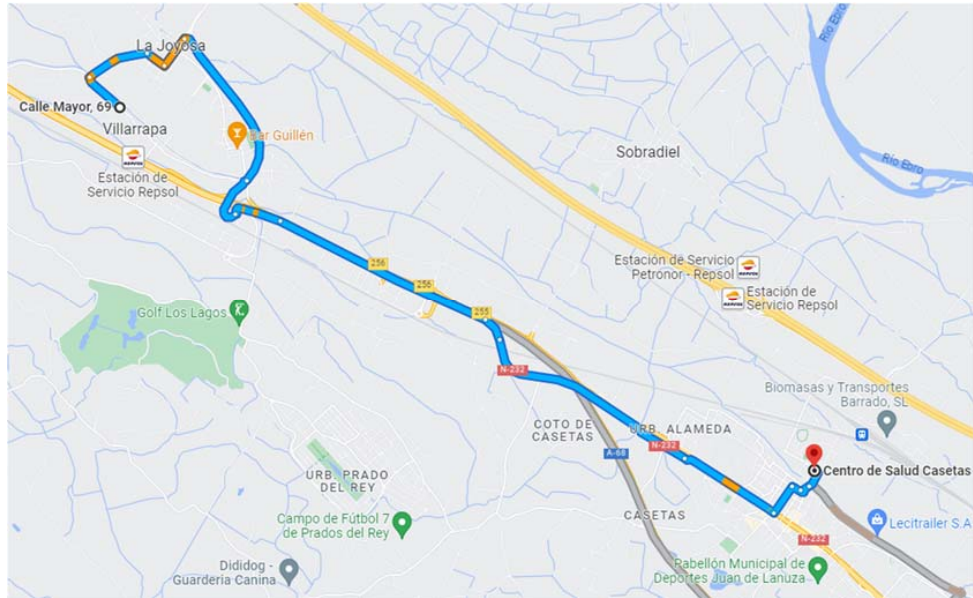 Río Ebro
La Joyosa
Calle Mayor, 69
Villarrapa
Bar Guillén
Sobradiel
Río Ebro
Estación de
Servicio Repsol
256
Estación de Servicio
Petronor - Repsol
256
Estación de
Servicio Repsol
Golf Los Lagos
255
N-232
Biomasas y Transportes
Barrado, SL
COTO DE
CASETAS
URB. ALAMEDA
N-232
A-68
Centro de Salud Casetas
URB. PRADO
DEL REY
Campo de Fútbol 7
de Prados del Rey
CASETAS
Lecitrailer S.A
N-232
Dididog -
Guardería Canina
Pabellón Municipal de
Deportes Juan de Lanuza